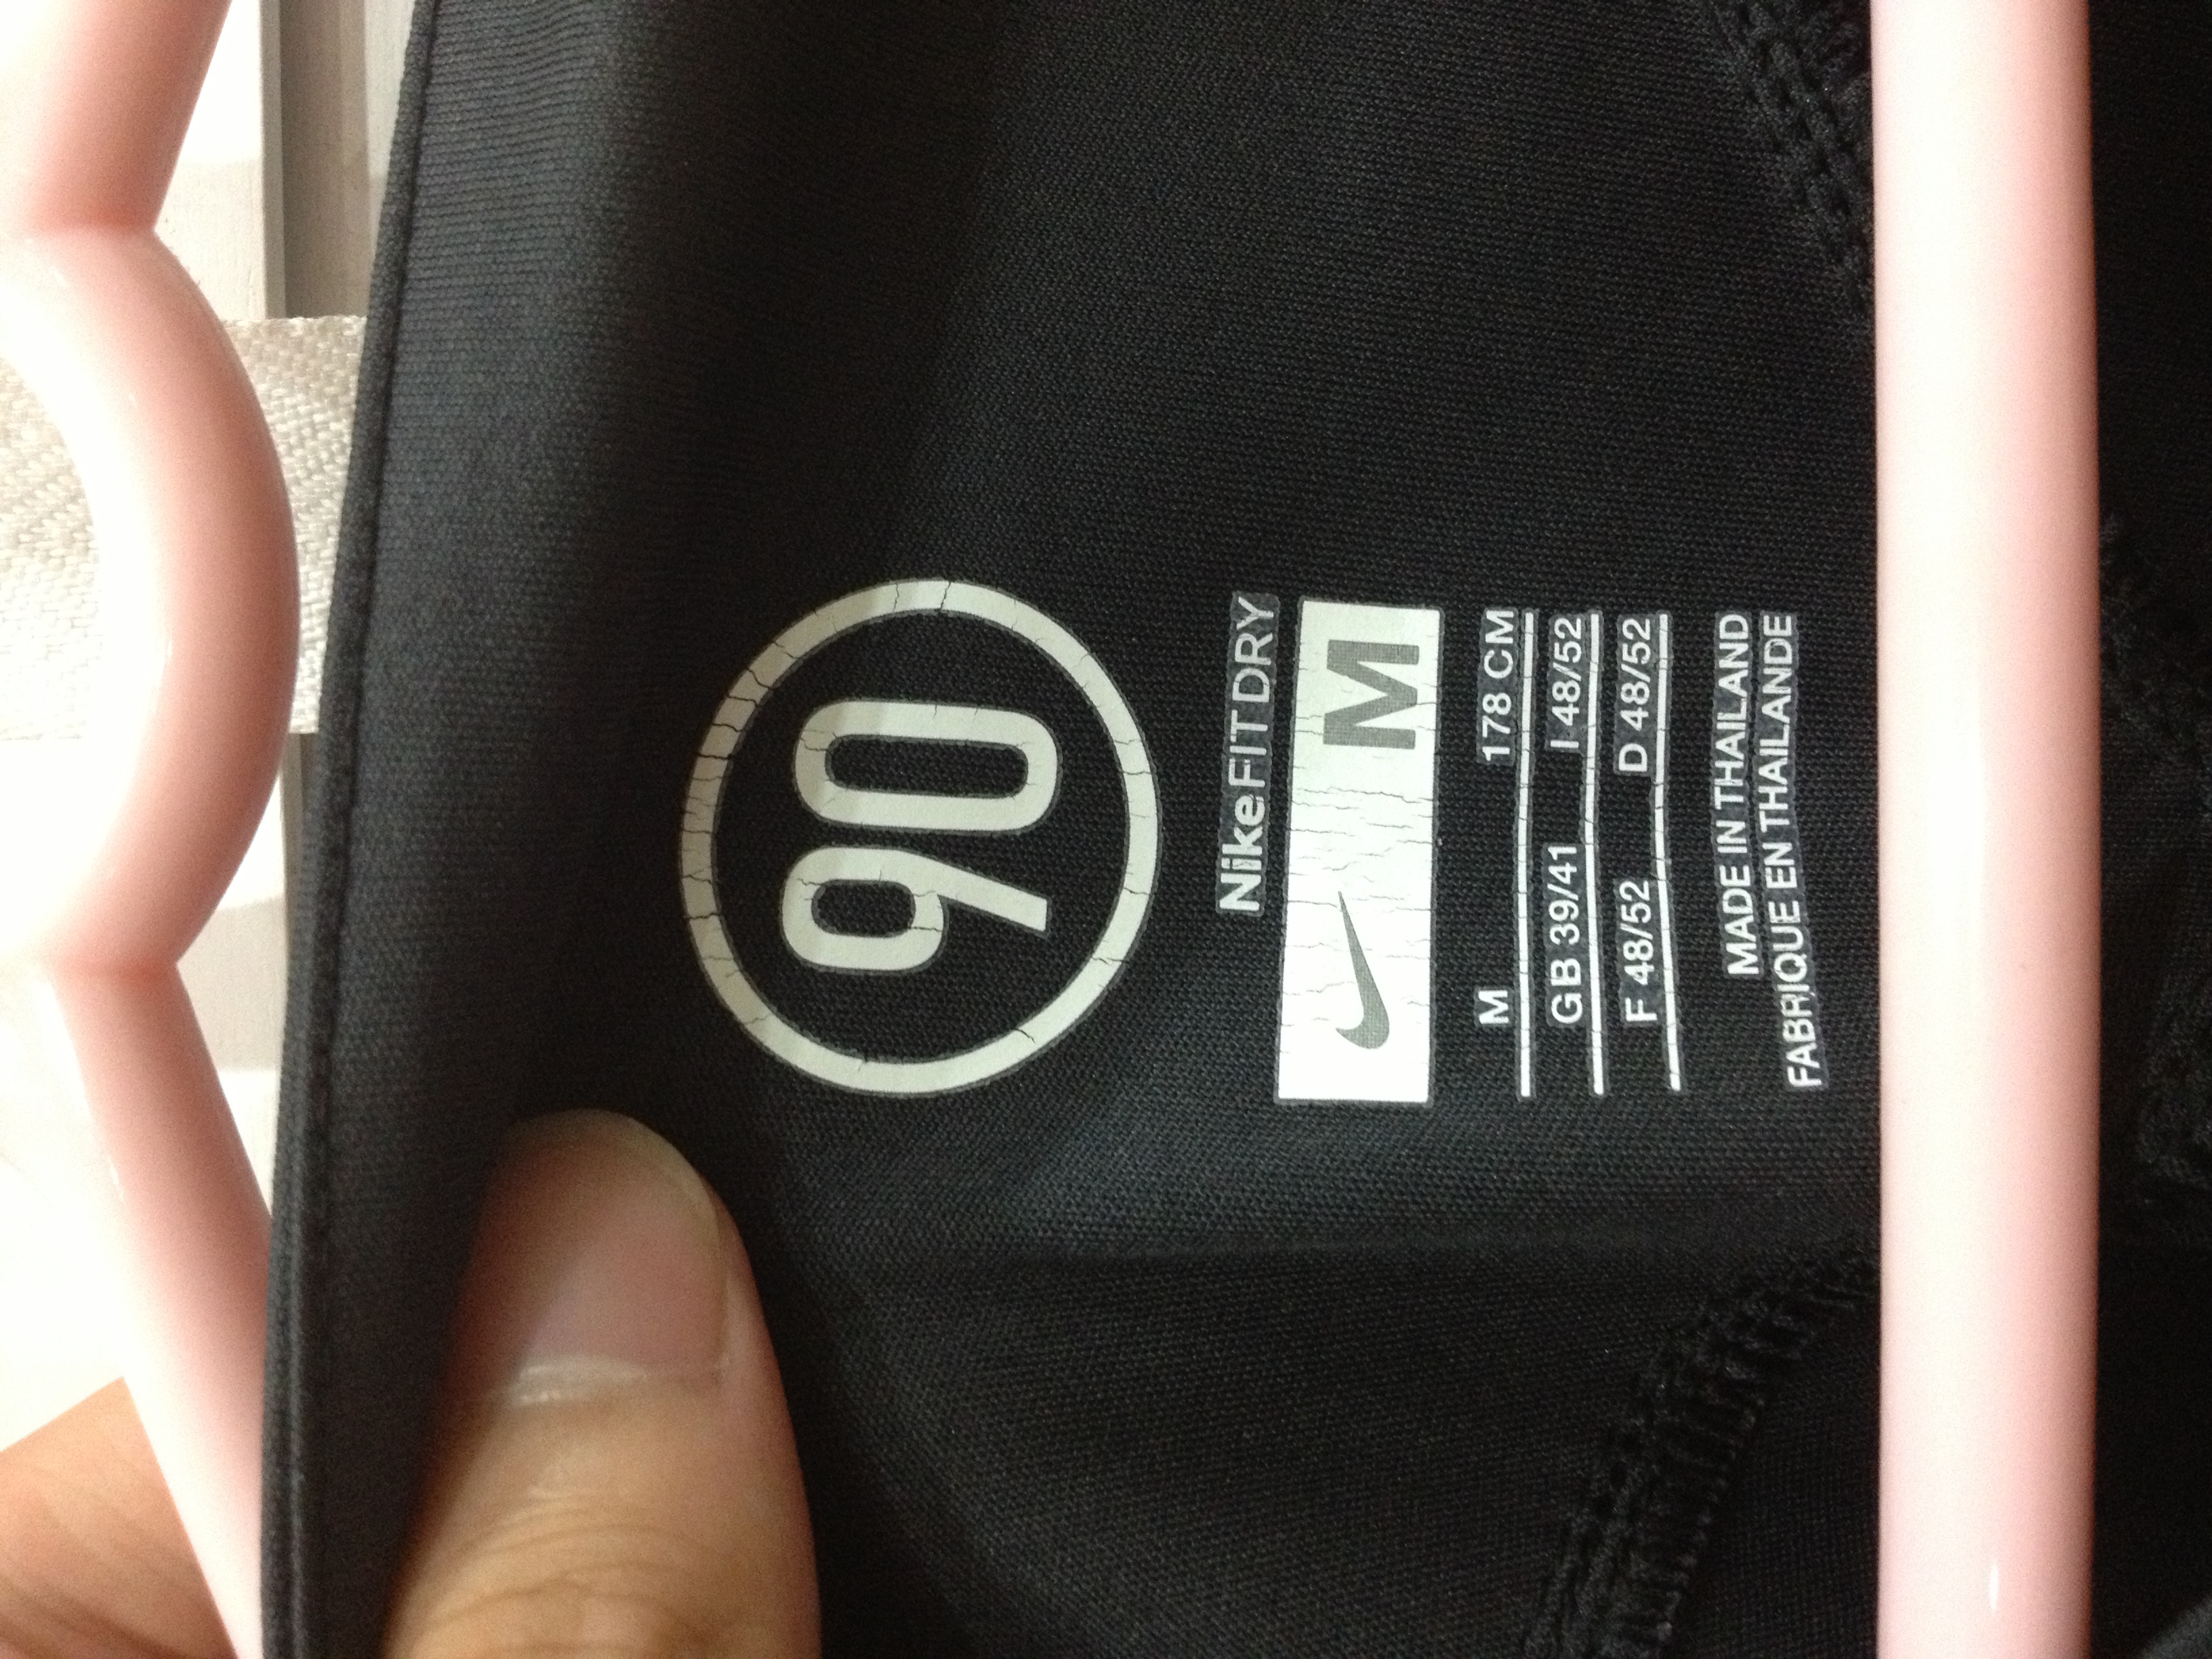 90
Nike FIT DRY
M
M 178 CM
GB 39/41 I 48/52
F 48/52 D 48/52
MADE IN THAILAND
FABRIQUE EN THAILANDE